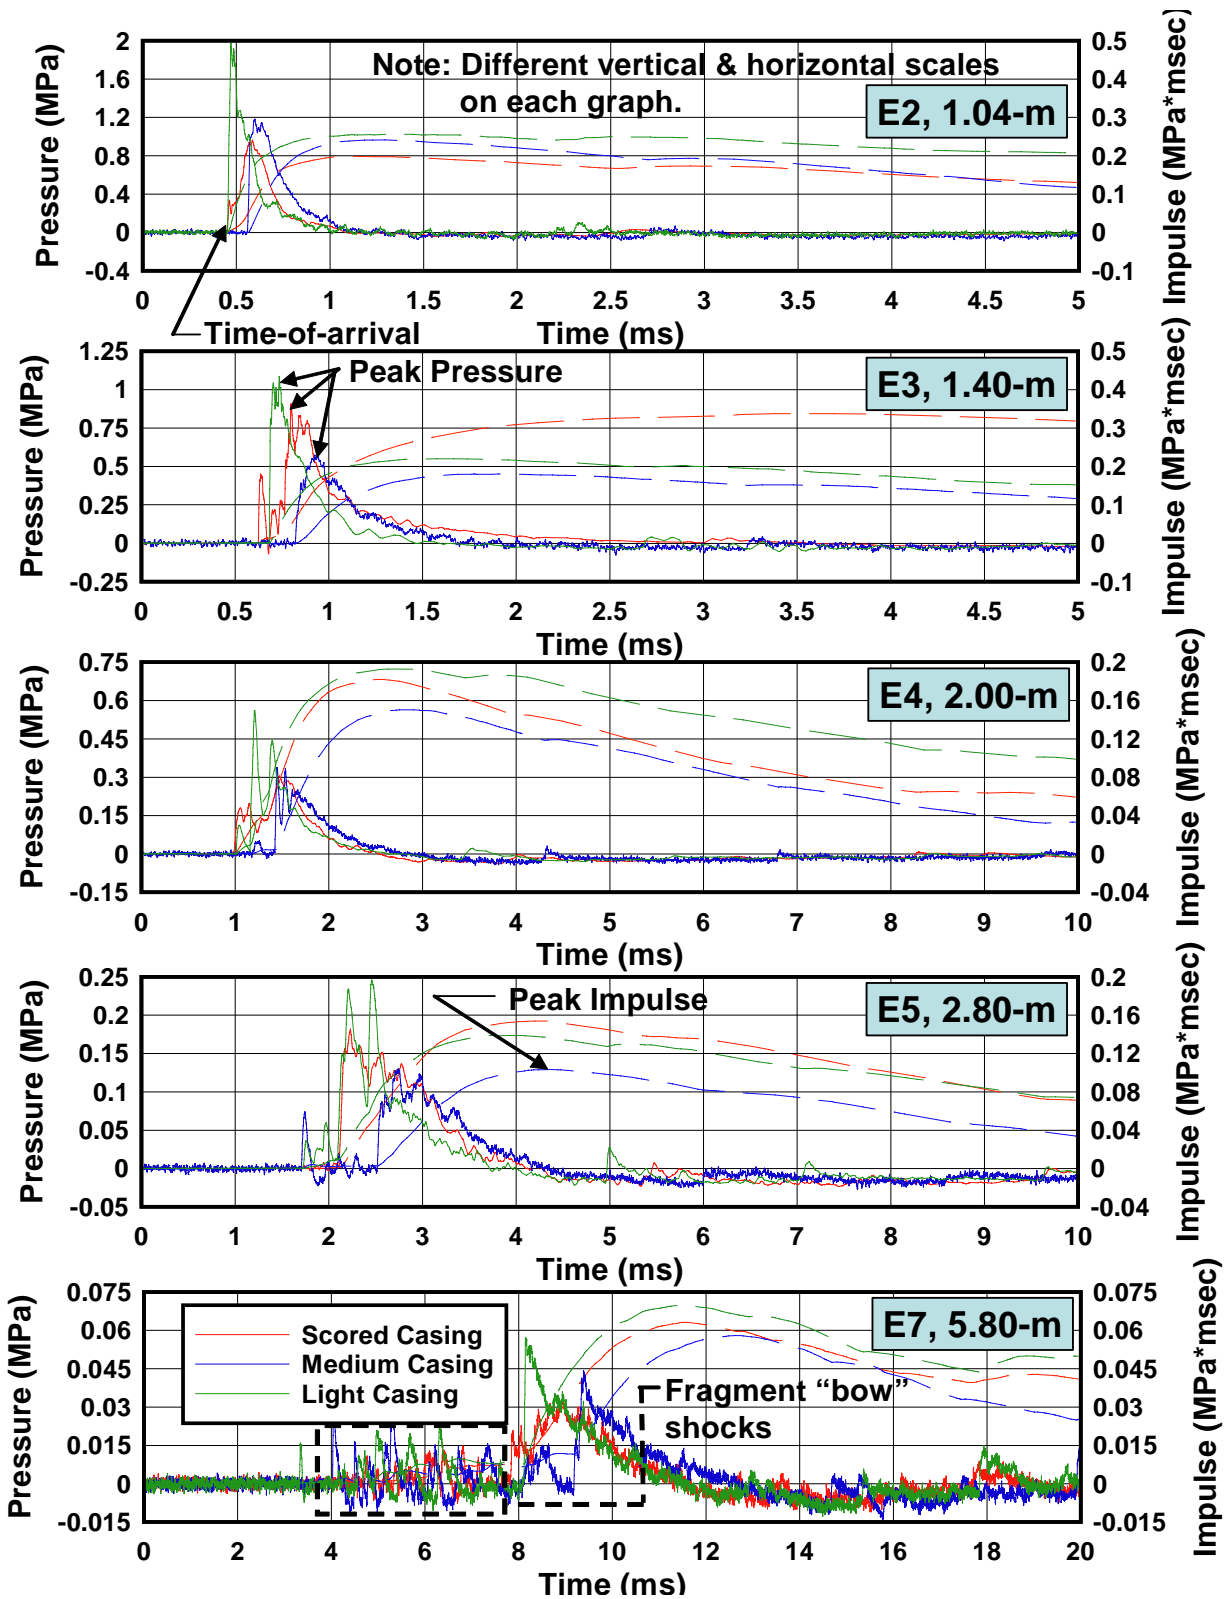 Pressure (MPa)
2
1.6
1.2
0.8
0.4
0
-0.4
Note: Different vertical & horizontal scales
on each graph.
E2, 1.04-m
0.5
0.4
0.3
0.2
0.1
0
-0.1
Impulse (MPa*msec)
0 0.5 1 1.5 2 2.5 3 3.5 4 4.5 5
Time-of-arrival
Time (ms)
Pressure (MPa)
1.25
1
0.75
0.5
0.25
0
-0.25
Peak Pressure
E3, 1.40-m
0.5
0.4
0.3
0.2
0.1
0
-0.1
Impulse (MPa*msec)
0 0.5 1 1.5 2 2.5 3 3.5 4 4.5 5
Time (ms)
Pressure (MPa)
0.75
0.6
0.45
0.3
0.15
0
-0.15
E4, 2.00-m
0.2
0.16
0.12
0.08
0.04
0
-0.04
Impulse (MPa*msec)
0 1 2 3 4 5 6 7 8 9 10
Time (ms)
Pressure (MPa)
0.25
0.2
0.15
0.1
0.05
0
-0.05
Peak Impulse
E5, 2.80-m
0.2
0.16
0.12
0.08
0.04
0
-0.04
Impulse (MPa*msec)
0 1 2 3 4 5 6 7 8 9 10
Time (ms)
Pressure (MPa)
0.075
0.06
0.045
0.03
0.015
0
-0.015
Scored Casing
Medium Casing
Light Casing
E7, 5.80-m
Fragment “bow”
shocks
0.075
0.06
0.045
0.03
0.015
0
-0.015
Impulse (MPa*msec)
0 2 4 6 8 10 12 14 16 18 20
Time (ms)